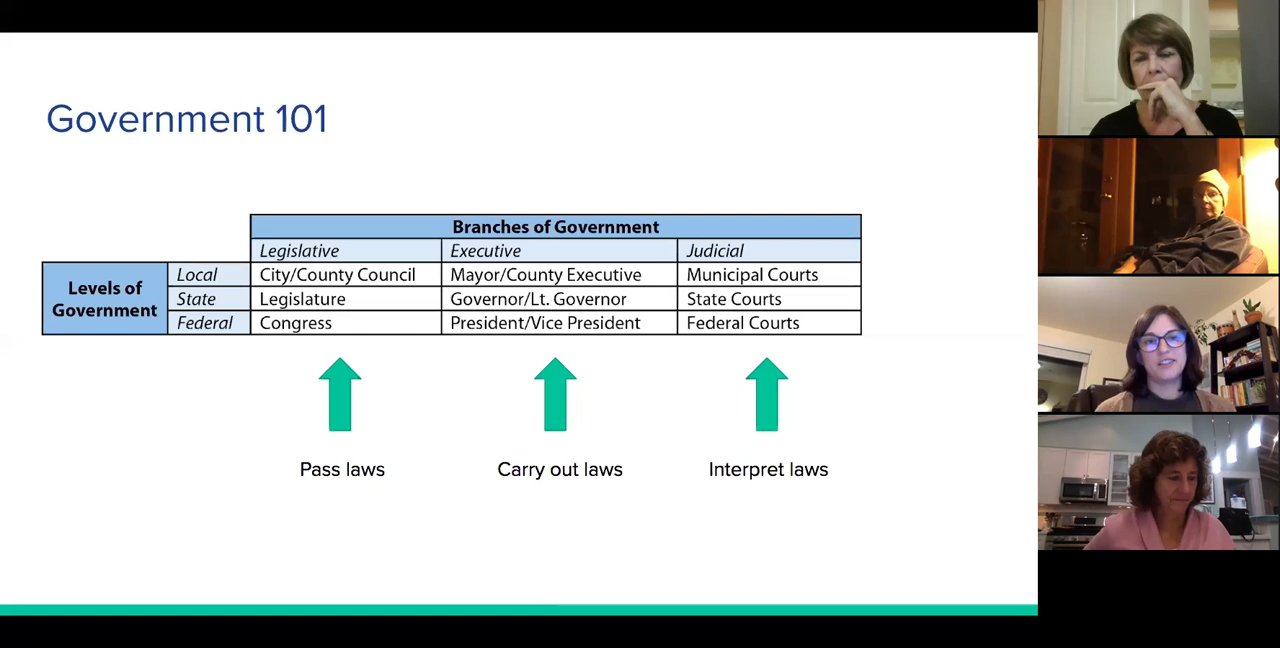 Government 101
Branches of Government
Legislative Executive Judicial
Levels of Government
Local City/County Council Mayor/County Executive Municipal Courts
State Legislature Governor/Lt. Governor State Courts
Federal Congress President/Vice President Federal Courts
Pass laws Carry out laws Interpret laws